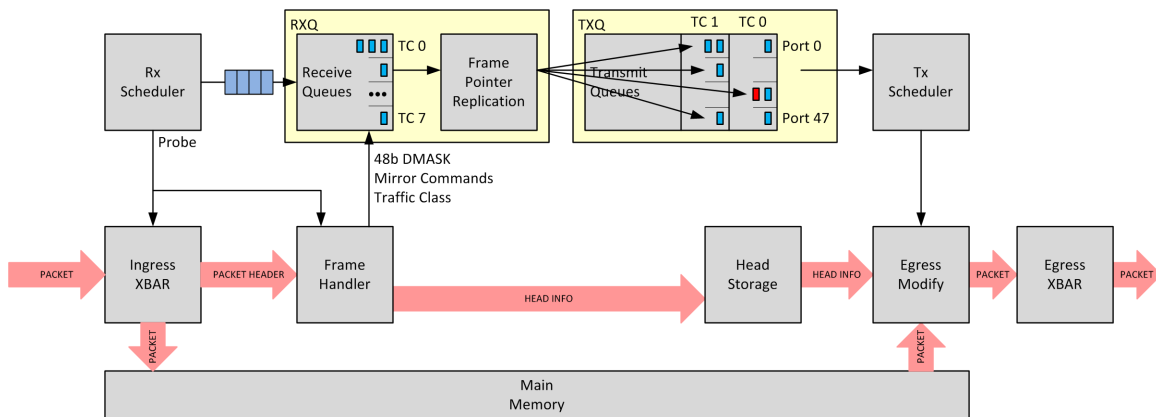 RXQ
TXQ
TC 1
TC 0
Rx
Scheduler
Receive
Queues
TC 0
•••
TC 7
Frame
Pointer
Replication
Transmit
Queues
Port 0
Port 47
Tx
Scheduler
Probe
48b DMASK
Mirror Commands
Traffic Class
PACKET
Ingress
XBAR
PACKET HEADER
Frame
Handler
HEAD INFO
Head
Storage
HEAD INFO
Egress
Modify
PACKET
Egress
XBAR
PACKET
PACKET
PACKET
Main
Memory